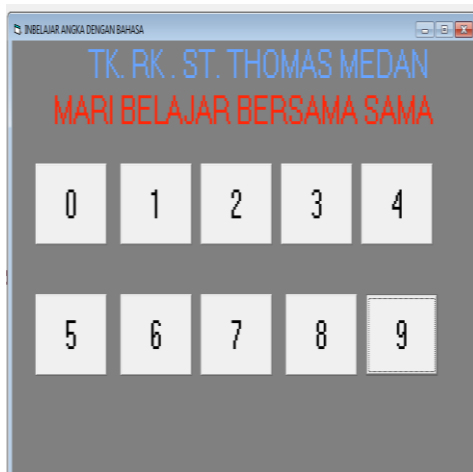 INBELAJAR ANGKA DENGAN BAHASA
TK. RK . ST. THOMAS MEDAN
MARI BELAJAR BERSAMA SAMA
0 1 2 3 4
5 6 7 8 9